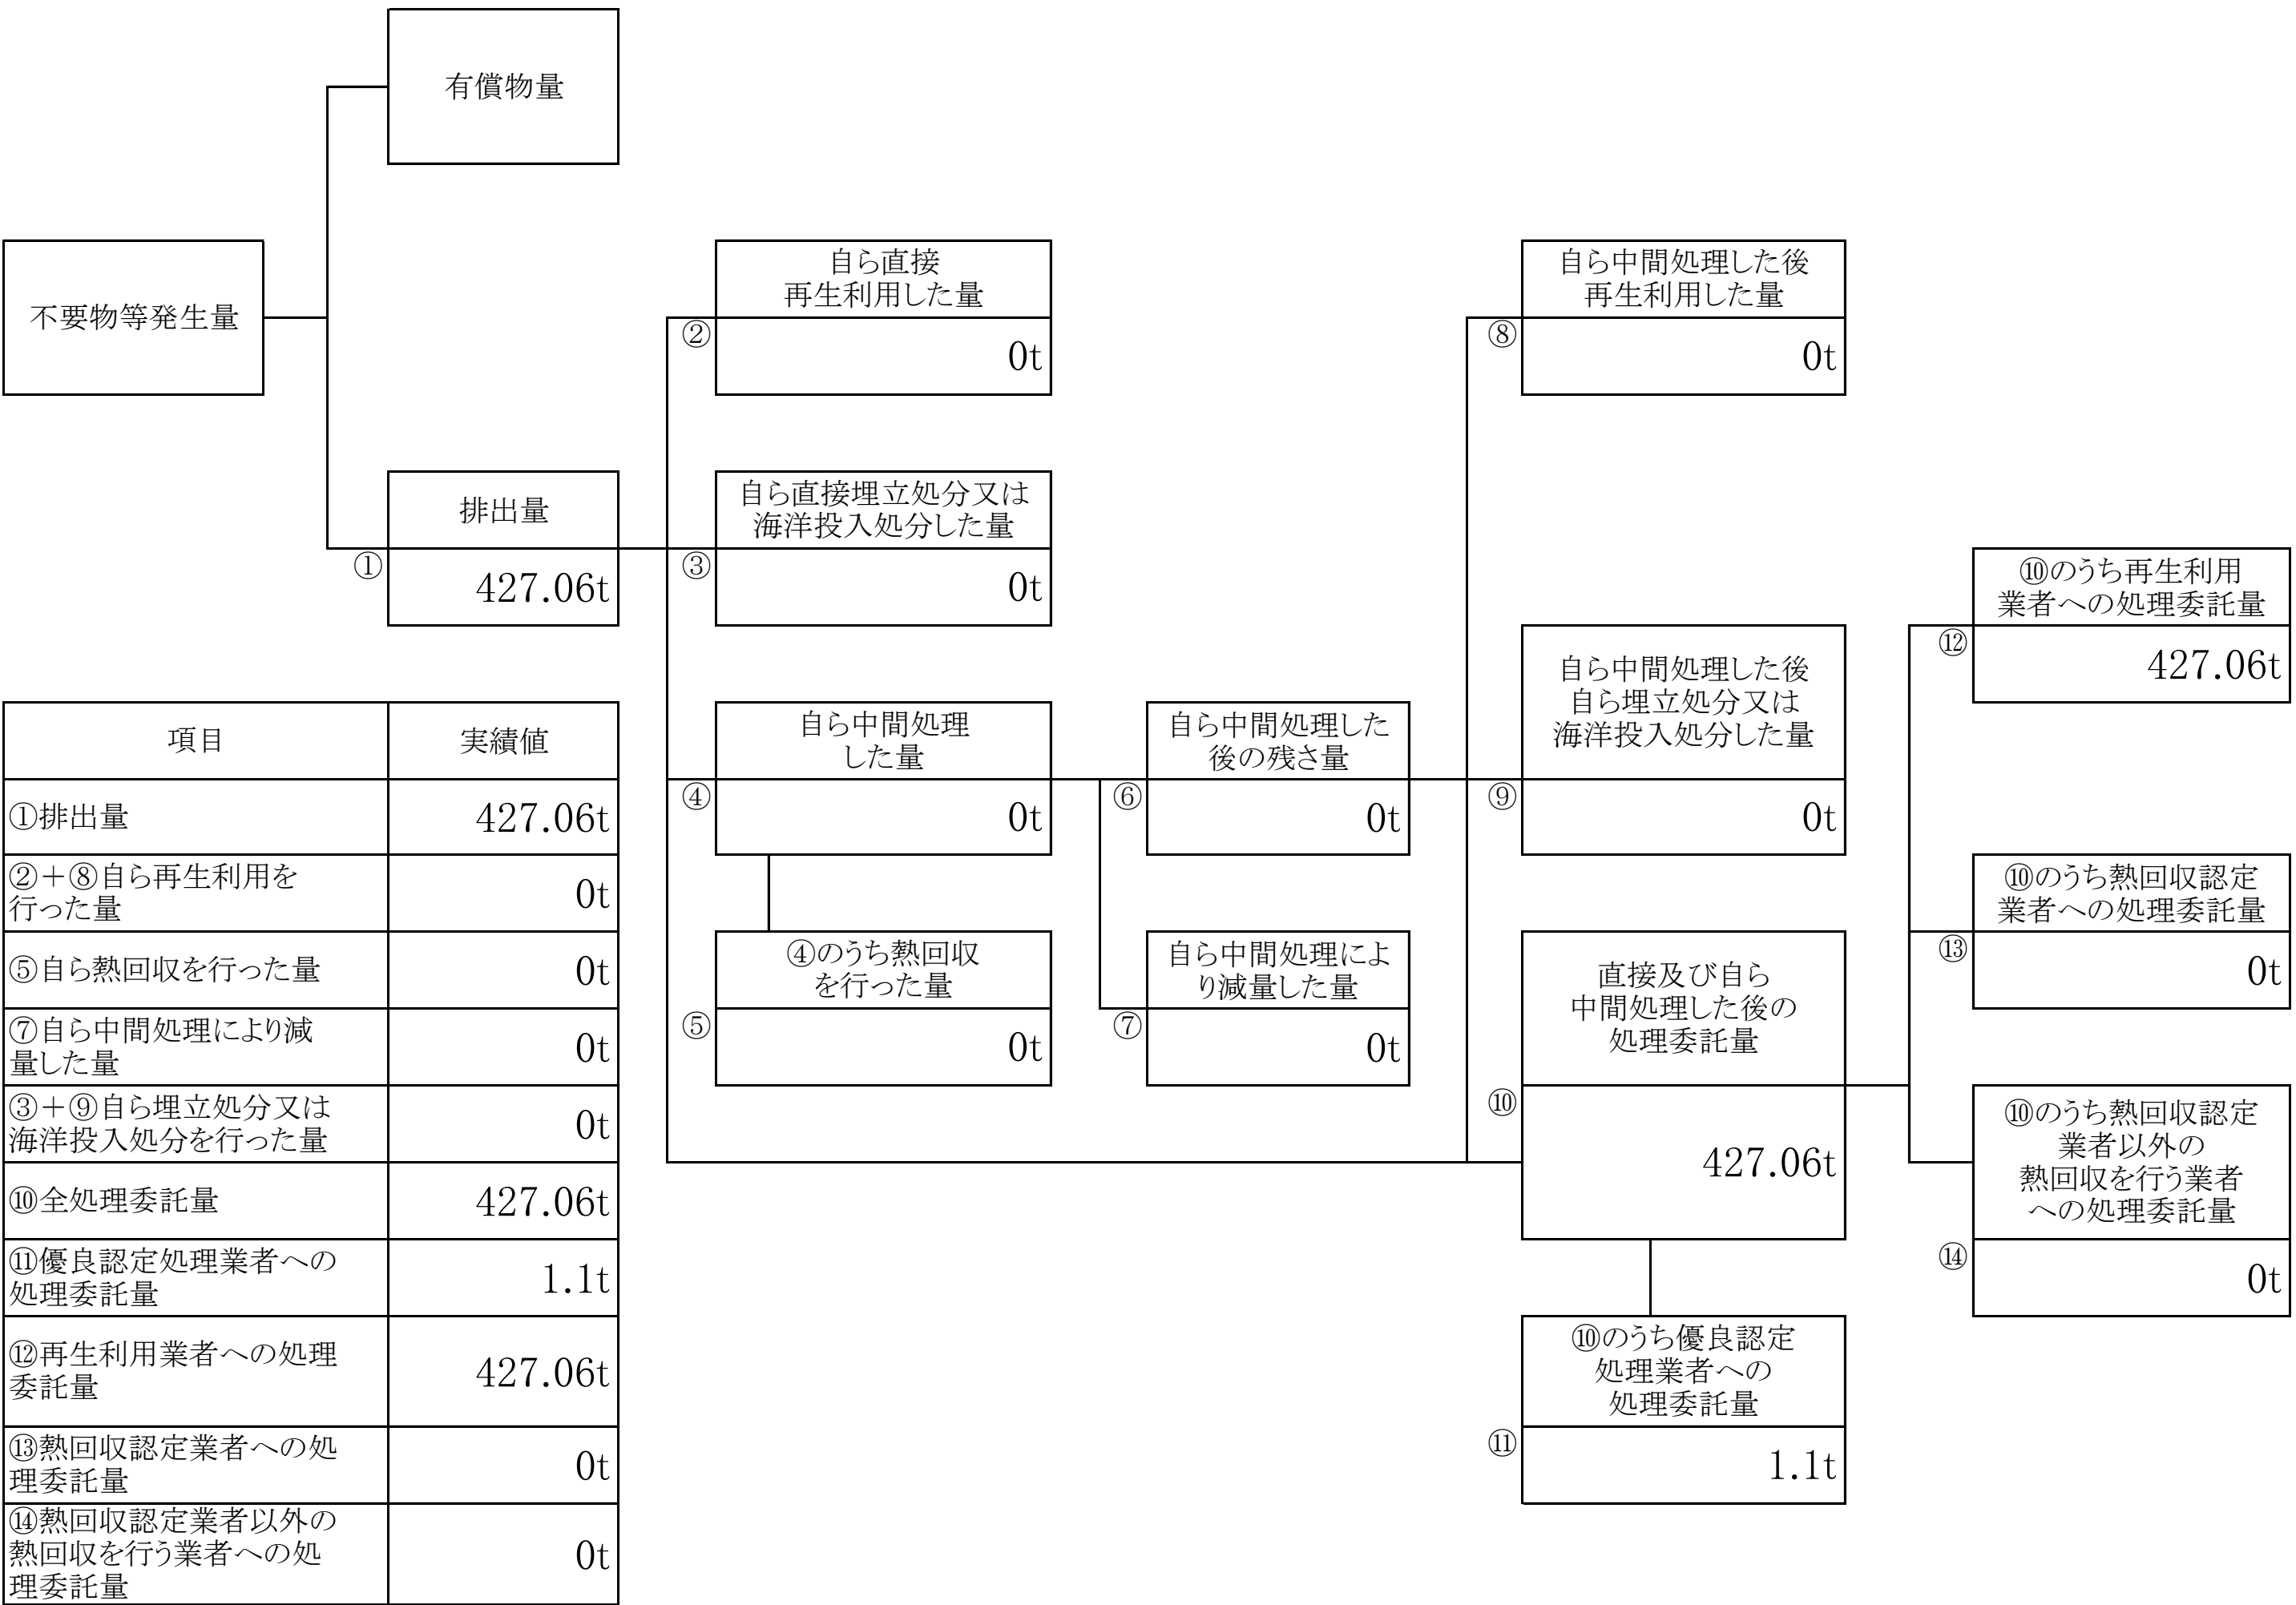 有償物量
不要物等発生量
排出量
①
427.06t
自ら直接
再生利用した量
②
0t
自ら直接埋立処分又は
海洋投入処分した量
③
0t
自ら中間処理
した量
④
0t
④のうち熱回収
を行った量
⑤
0t
自ら中間処理した
後の残さ量
⑥
0t
自ら中間処理によ
り減量した量
⑦
0t
自ら中間処理した後
再生利用した量
⑧
0t
自ら中間処理した後
自ら埋立処分又は
海洋投入処分した量
⑨
0t
直接及び自ら
中間処理した後の
処理委託量
⑩
427.06t
⑩のうち優良認定
処理業者への
処理委託量
⑪
1.1t
⑩のうち再生利用
業者への処理委託量
⑫
427.06t
⑩のうち熱回収認定
業者への処理委託量
⑬
0t
⑩のうち熱回収認定
業者以外の
熱回収を行う業者
への処理委託量
⑭
0t
項目 実績値
①排出量 427.06t
②＋⑧自ら再生利用を
行った量
0t
⑤自ら熱回収を行った量 0t
⑦自ら中間処理により減
量した量
0t
③＋⑨自ら埋立処分又は
海洋投入処分を行った量
0t
⑩全処理委託量 427.06t
⑪優良認定処理業者への
処理委託量
1.1t
⑫再生利用業者への処理
委託量
427.06t
⑬熱回収認定業者への処
理委託量
0t
⑭熱回収認定業者以外の
熱回収を行う業者への処
理委託量
0t